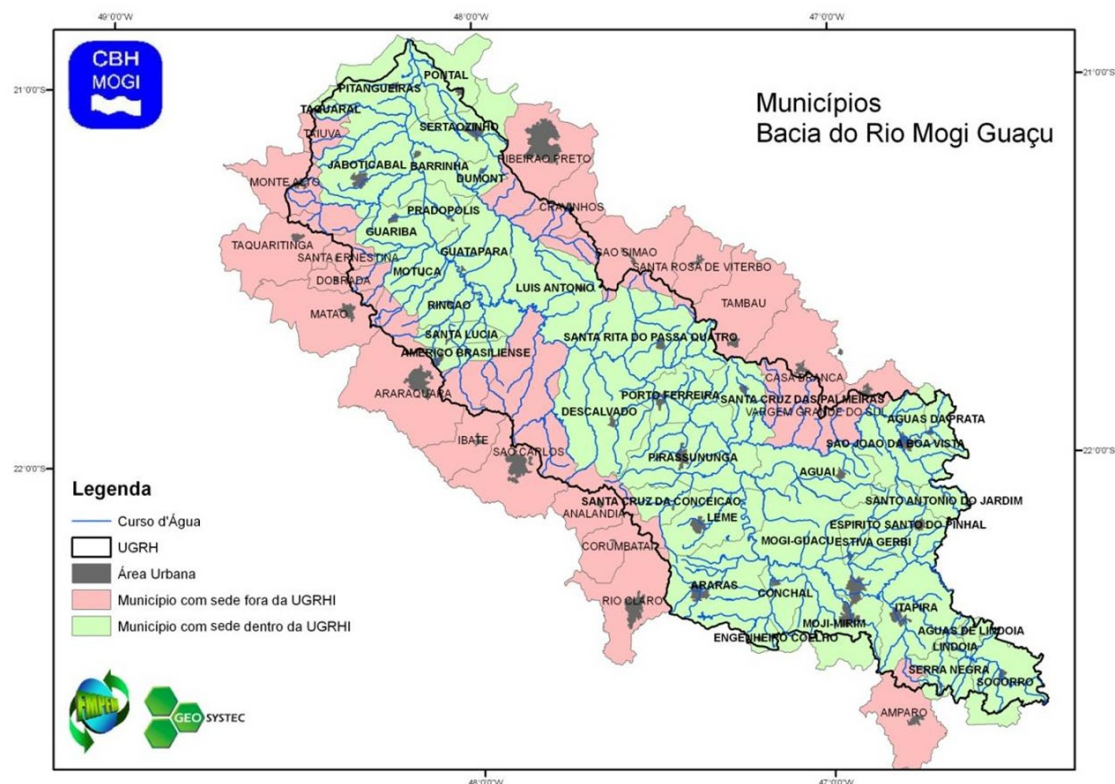 49°0'0"W
48°0'0"W
47°0'0"W
CBH
MOGI
Municípios
Bacia do Rio Mogi Guaçu
21°0'0"S
21°0'0"S
PONTAL
PITANGUEIRAS
TAQUARAL
SERTAOZINHO
TAIUVA
RIBEIRAO PRETO
JABOTICABAL
BARRINHA
DUMONT
MONTE ALTO
PRADOPOLIS
CRAVINHOS
GUARIBA
TAQUARITINGA
GUATAPARA
SAO SIMAO
SANTA ERNESTINA
SANTA ROSA DE VITERBO
MOTUCA
DOBRADA
LUIS ANTONIO
TAMBAU
RINCAO
MATAO
SANTA LUCIA
SANTA RITA DO PASSA QUATRO
AMERICO BRASILIENSE
CASA BRANCA
ARARAQUARA
PORTO FERREIRA
SANTA CRUZ DAS PALMEIRAS
DESCALVADO
VARGEM GRANDE DO SUL
AGUAS DA PRATA
IBATE
SAO JOAO DA BOA VISTA
SAO CARLOS
PIRASSUNUNGA
22°0'0"S
22°0'0"S
AGUAI
SANTA CRUZ DA CONCEICAO
SANTO ANTONIO DO JARDIM
ANALANDIA
LEME
ESPIRITO SANTO DO PINHAL
MOGI-GUACU
ESTIVA GERBI
CORUMBATAI
ARARAS
CONCHAL
RIO CLARO
ITAPIRA
MOJI-MIRIM
ENGENHEIRO COELHO
AGUAS DE LINDOIA
LINDOIA
SERRA NEGRA
SOCORRO
AMPARO
Legenda
Curso d'Água
UGRH
Área Urbana
Município com sede fora da UGRHI
Município com sede dentro da UGRHI
GEO SYSTEC
48°0'0"W
47°0'0"W